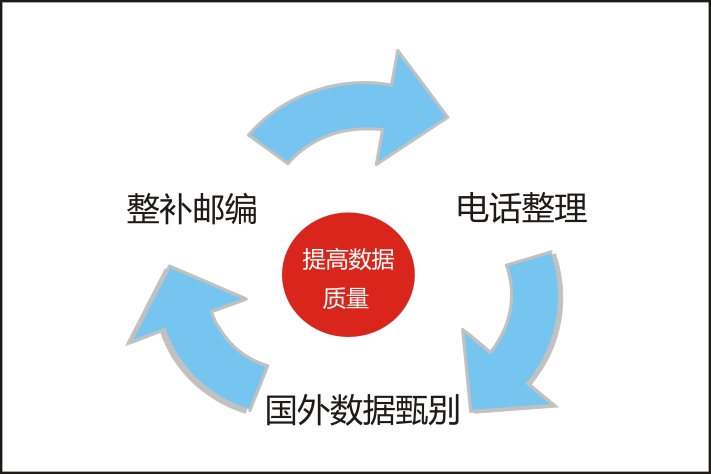 整补邮编
电话整理
提高数据
质量
国外数据甄别